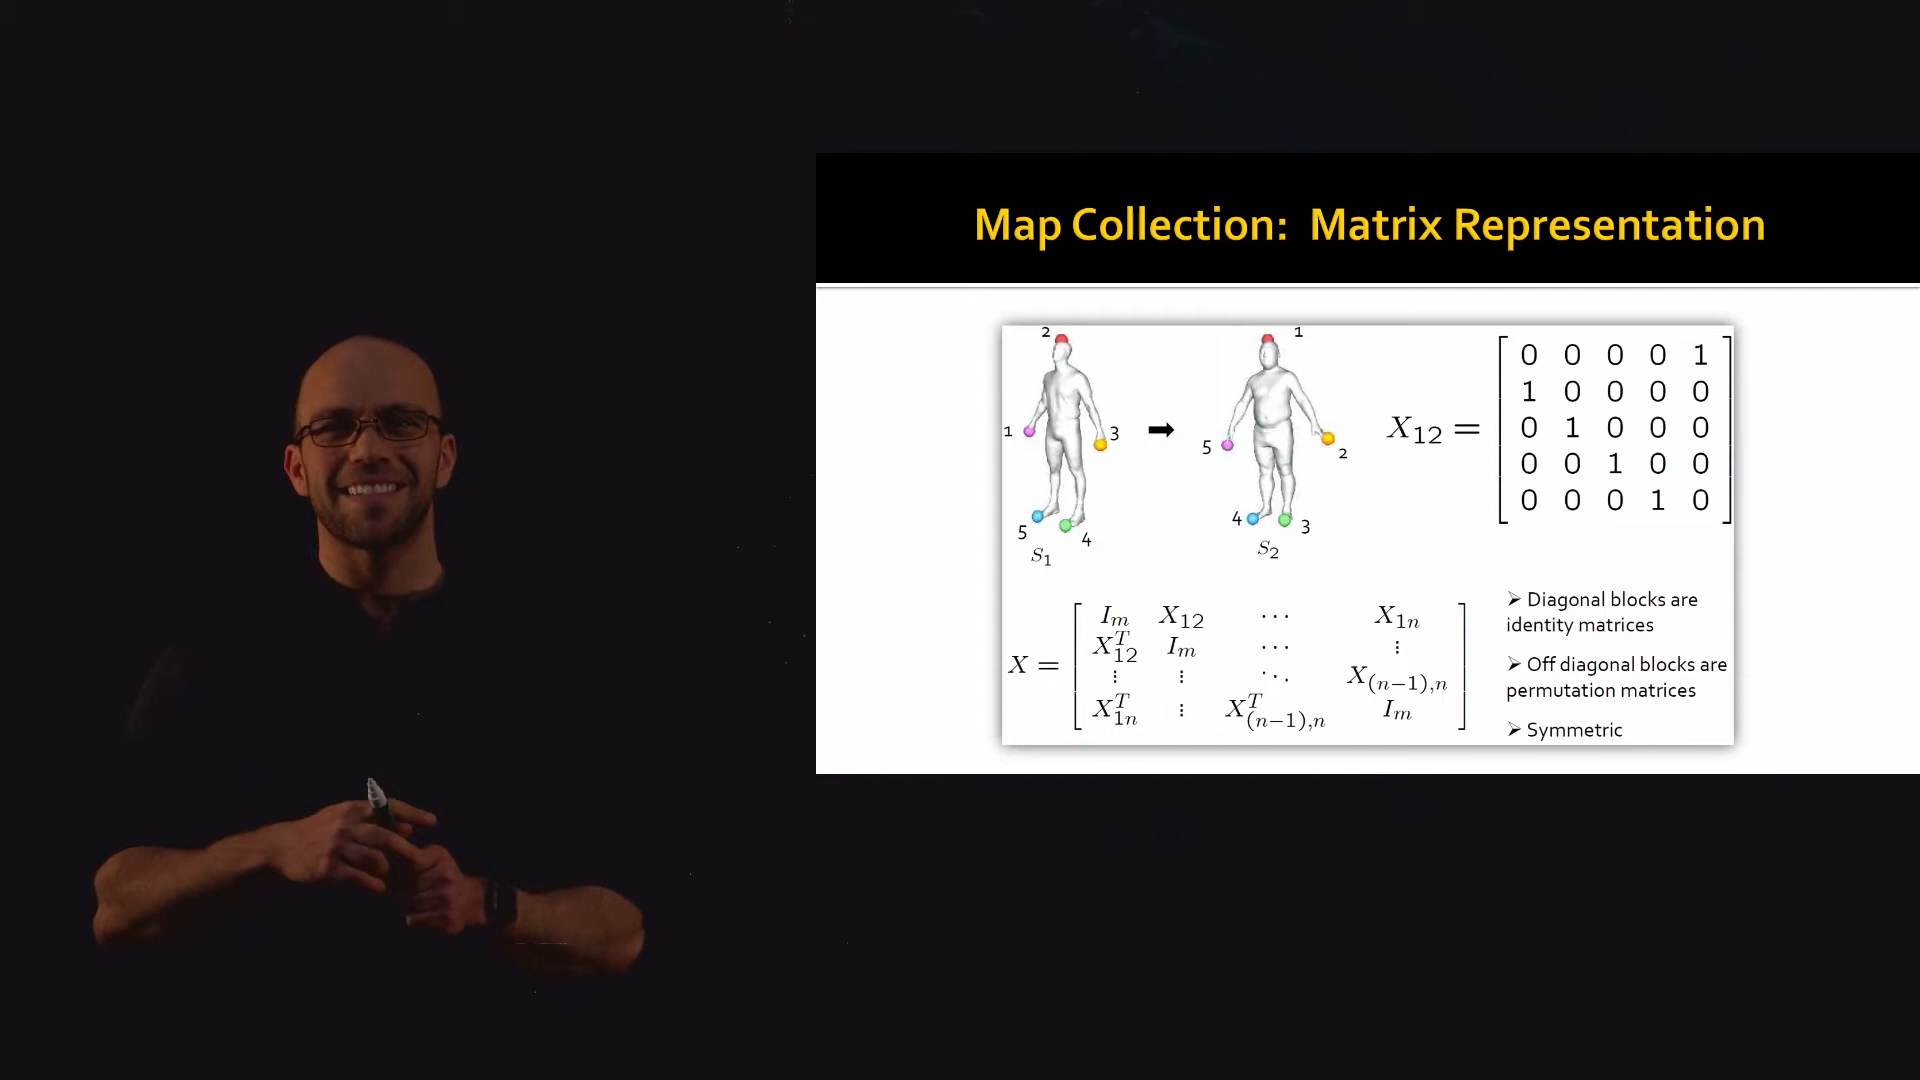 Map Collection: Matrix Representation
2
1
1
3
5
2
5
4
4
3
S1
S2
X12 =
0 0 0 0 1
1 0 0 0 0
0 1 0 0 0
0 0 1 0 0
0 0 0 1 0
X =
Im X12 ··· X1n
X12^T Im ··· ⋮
⋮ ⋮ ⋱ X(n−1),n
X1n^T ⋮ X(n−1),n^T Im
➢ Diagonal blocks are
identity matrices
➢ Off diagonal blocks are
permutation matrices
➢ Symmetric